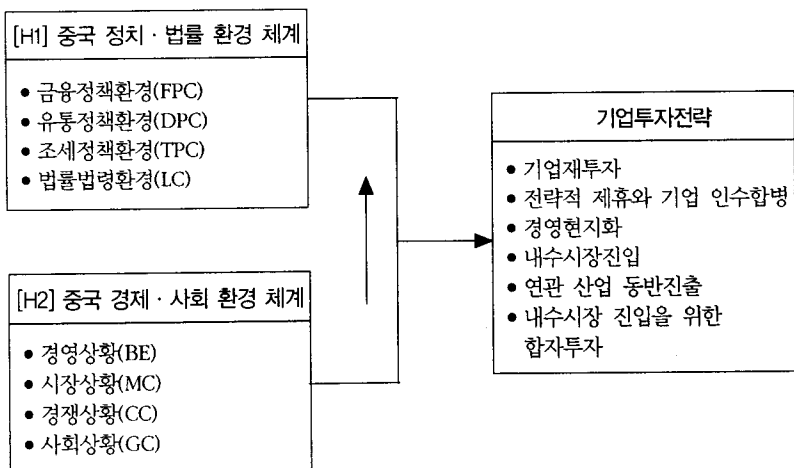 [H1] 중국 정치 · 법률 환경 체계
● 금융정책환경(FPC)
● 유통정책환경(DPC)
● 조세정책환경(TPC)
● 법률법령환경(LC)
[H2] 중국 경제 · 사회 환경 체계
● 경영상황(BE)
● 시장상황(MC)
● 경쟁상황(CC)
● 사회상황(GC)
기업투자전략
● 기업재투자
● 전략적 제휴와 기업 인수합병
● 경영현지화
● 내수시장진입
● 연관 산업 동반진출
● 내수시장 진입을 위한
합자투자